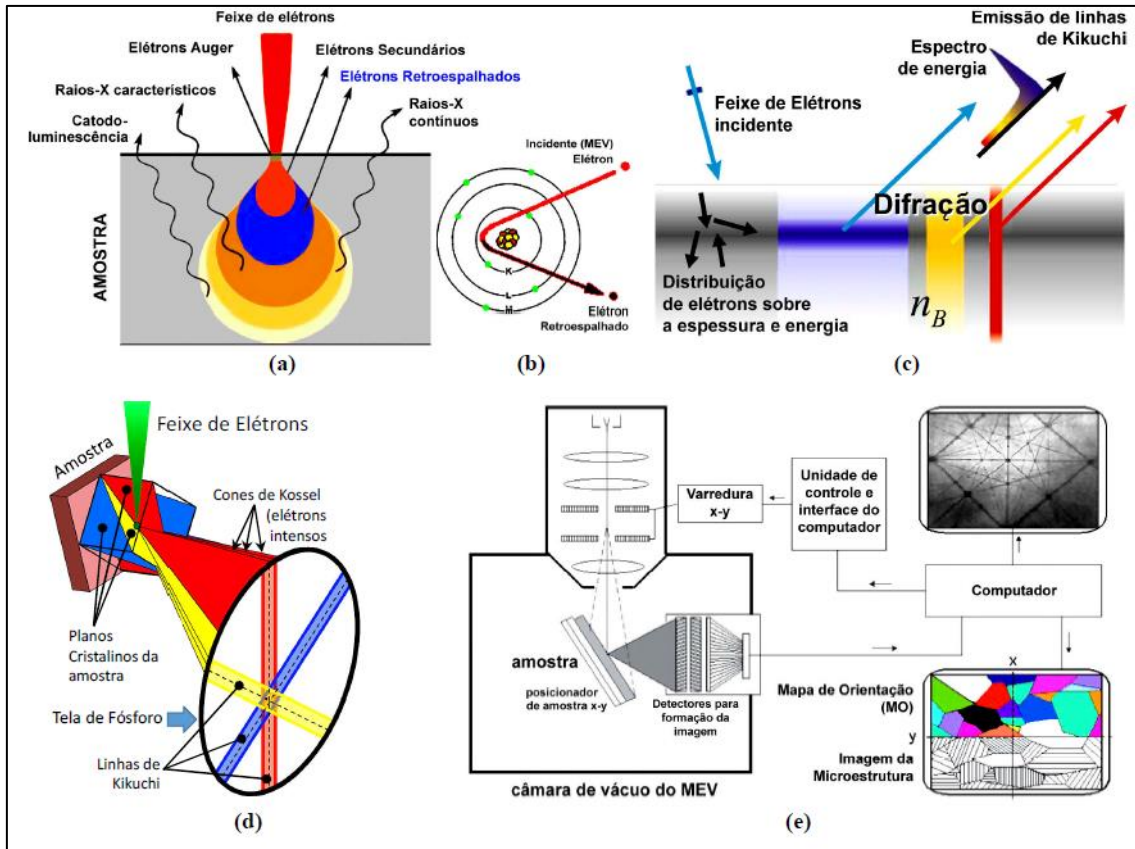 Feixe de elétrons
Elétrons Auger
Elétrons Secundários
Elétrons Retroespalhados
Raios-X característicos
Raios-X
contínuos
Catodo-
luminescência
AMOSTRA
(a)
Incidente (MEV)
Elétron
K
L
M
Elétron
Retroespalhado
(b)
Emissão de linhas
de Kikuchi
Espectro
de energia
Feixe de Elétrons
incidente
Difração
Distribuição
de elétrons sobre
a espessura e energia
n_B
(c)
Feixe de Elétrons
Amostra
Cones de Kossel
(elétrons
intensos
Planos
Cristalinos da
amostra
Tela de Fósforo
Linhas de
Kikuchi
(d)
Varredura
x-y
Unidade de
controle e
interface do
computador
Computador
amostra
posicionador
de amostra x-y
Detectores para
formação da
imagem
câmara de vácuo do MEV
x
Mapa de Orientação
(MO)
y
Imagem da
Microestrutura
(e)